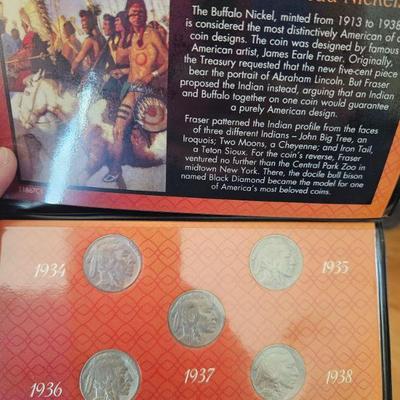 Nickels
The Buffalo Nickel, minted from 1913 to 1938
is considered the most distinctively American of
coin designs. The coin was designed by famous
American artist, James Earle Fraser. Originally,
the Treasury requested that the new five-cent piece
bear the portrait of Abraham Lincoln. But Fraser
proposed the Indian instead, arguing that an Indian
and Buffalo together on one coin would guarantee
a purely American design.
Fraser patterned the Indian profile from the faces
of three different Indians – John Big Tree, an
Iroquois; Two Moons, a Cheyenne; and Iron Tail,
a Teton Sioux. For the coin's reverse, Fraser
ventured no further than the Central Park Zoo in
midtown New York. There, the docile bull bison
named Black Diamond became the model for one
of America's most beloved coins.
1934
1935
1937
1936
1938